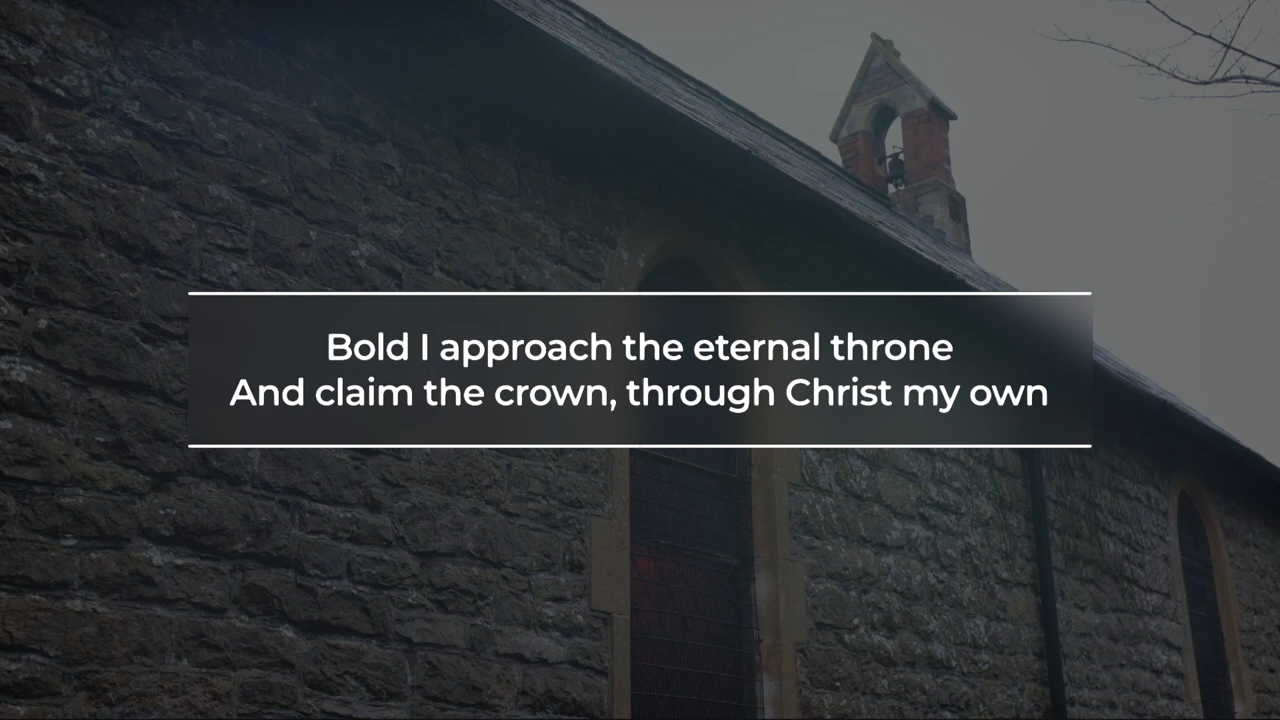 Bold I approach the eternal throne
And claim the crown, through Christ my own